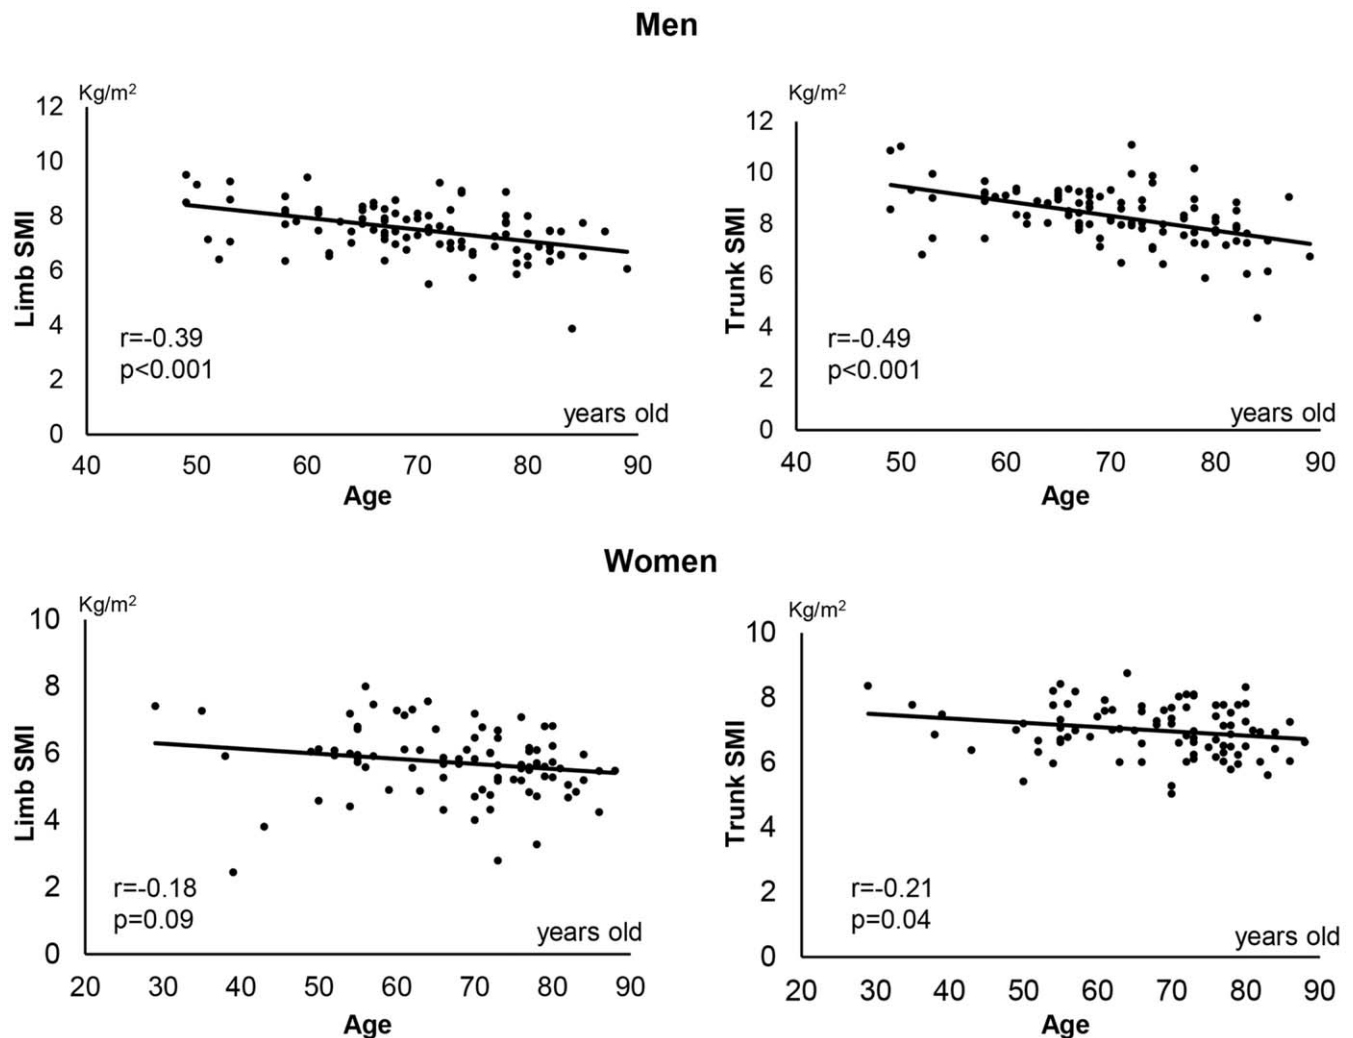 Men
Kg/m²
12
10
8
6
4
2
0
Limb SMI
r=-0.39
p<0.001
years old
40 50 60 70 80 90
Age
Kg/m²
12
10
8
6
4
2
0
Trunk SMI
r=-0.49
p<0.001
years old
40 50 60 70 80 90
Age
Women
Kg/m²
10
8
6
4
2
0
Limb SMI
r=-0.18
p=0.09
years old
20 30 40 50 60 70 80 90
Age
Kg/m²
10
8
6
4
2
0
Trunk SMI
r=-0.21
p=0.04
years old
20 30 40 50 60 70 80 90
Age